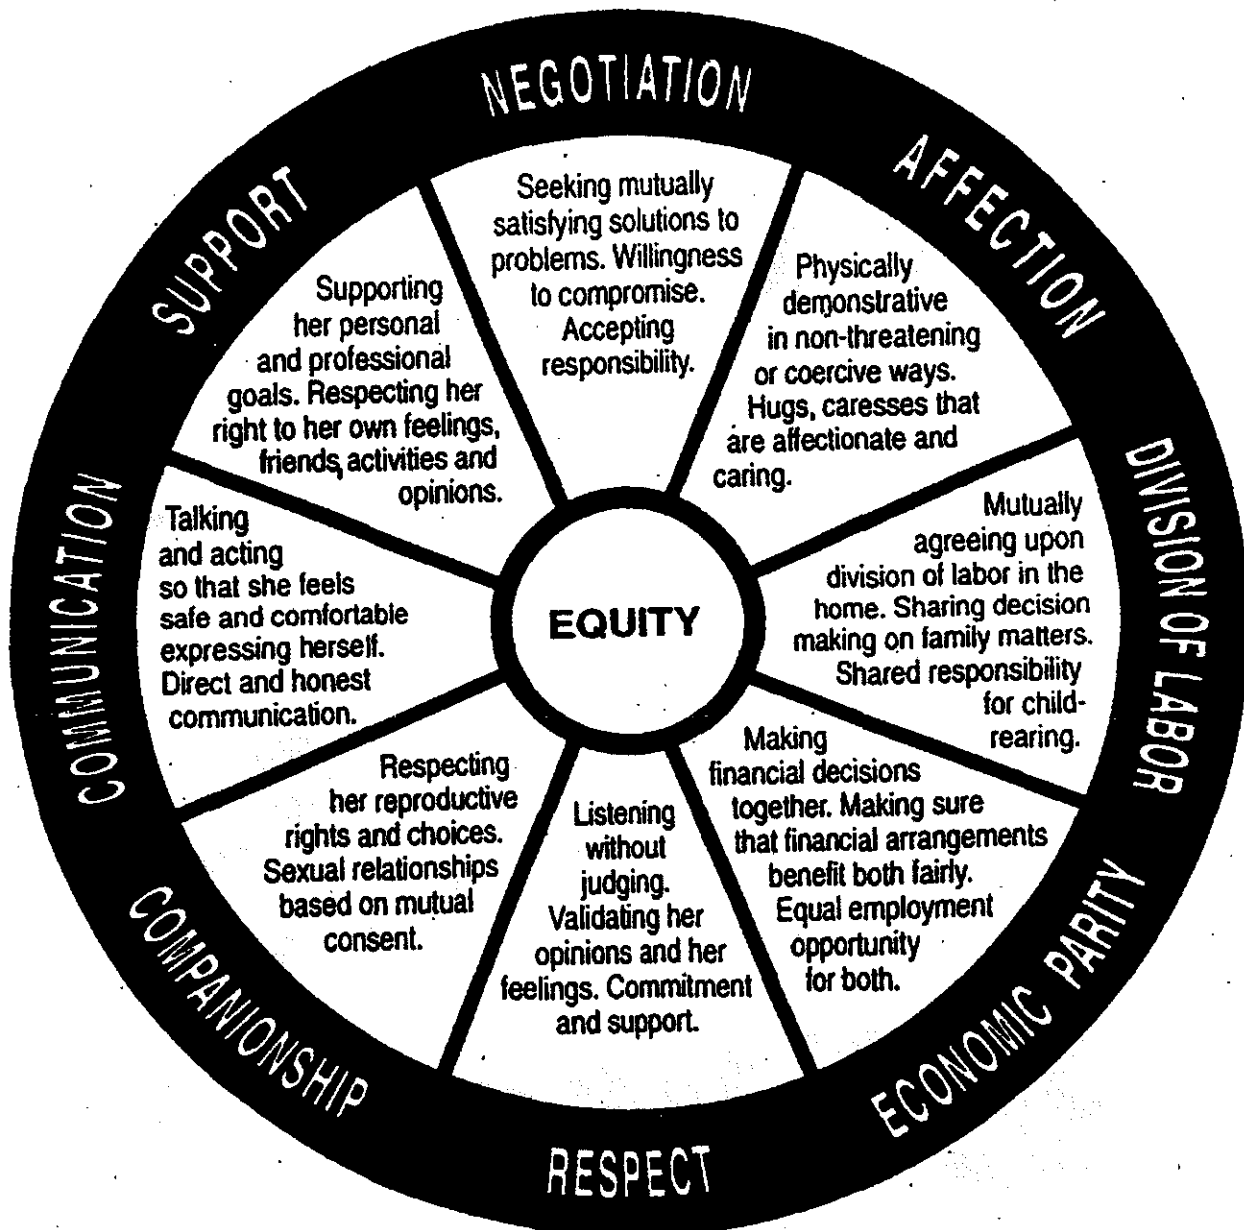 NEGOTIATION
Seeking mutually
satisfying solutions to
problems. Willingness
to compromise.
Accepting
responsibility.
AFFECTION
Physically
demonstrative
in non-threatening
or coercive ways.
Hugs, caresses that
are affectionate and
caring.
DIVISION OF LABOR
Mutually
agreeing upon
division of labor in the
home. Sharing decision
making on family matters.
Shared responsibility
for child-
rearing.
ECONOMIC PARITY
Making
financial decisions
together. Making sure
that financial arrangements
benefit both fairly.
Equal employment
opportunity
for both.
RESPECT
Listening
without
judging.
Validating her
opinions and her
feelings. Commitment
and support.
COMPANIONSHIP
Respecting
her reproductive
rights and choices.
Sexual relationships
based on mutual
consent.
COMMUNICATION
Talking
and acting
so that she feels
safe and comfortable
expressing herself.
Direct and honest
communication.
SUPPORT
Supporting
her personal
and professional
goals. Respecting her
right to her own feelings,
friends, activities and
opinions.
EQUITY